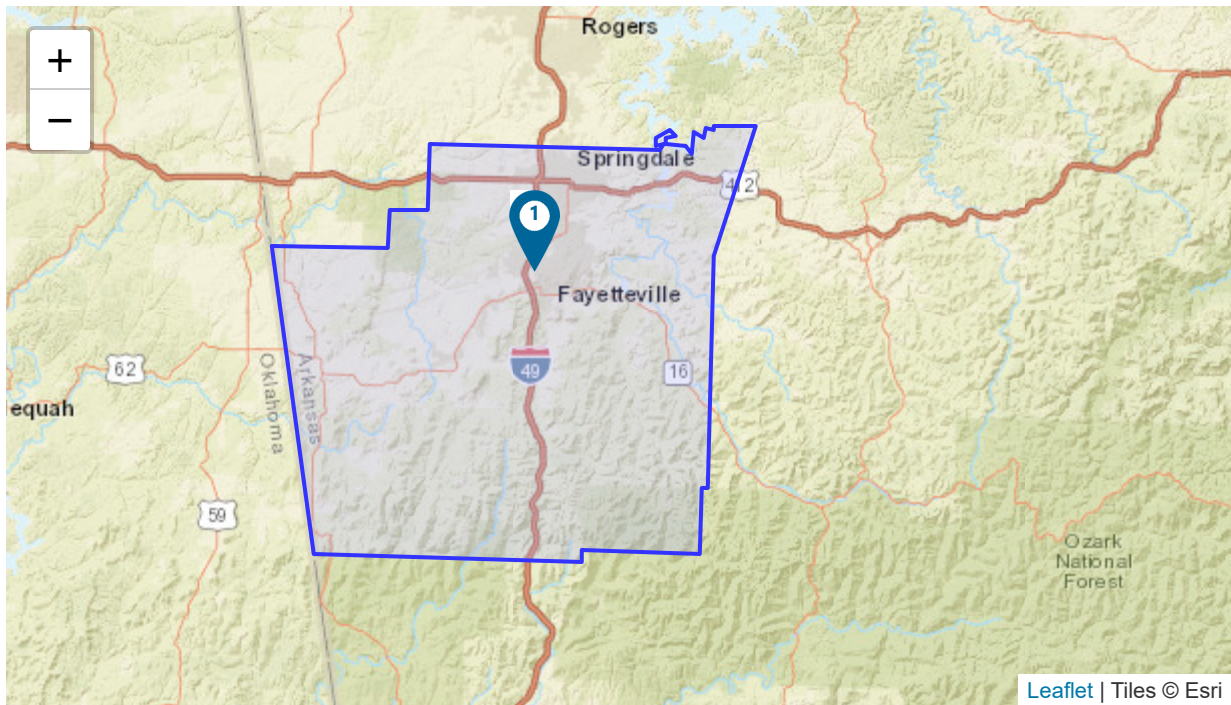 Rogers
+
−
Springdale
412
1
Fayetteville
49
16
62
Oklahoma
Arkansas
equah
59
Ozark
National
Forest
Leaflet | Tiles © Esri